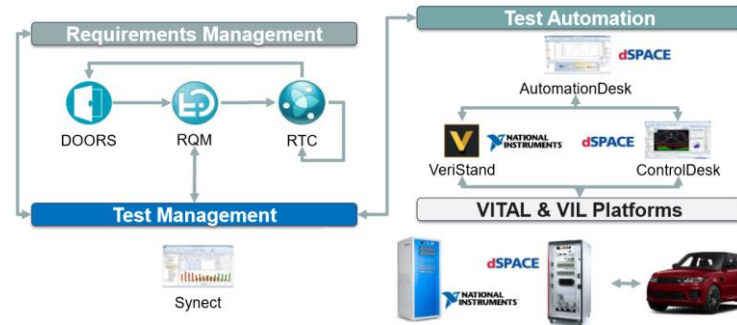 Requirements Management
DOORS
RQM
RTC
Test Management
Synect
Test Automation
dSPACE
AutomationDesk
NATIONAL INSTRUMENTS
dSPACE
VeriStand
ControlDesk
VITAL & VIL Platforms
dSPACE
NATIONAL INSTRUMENTS